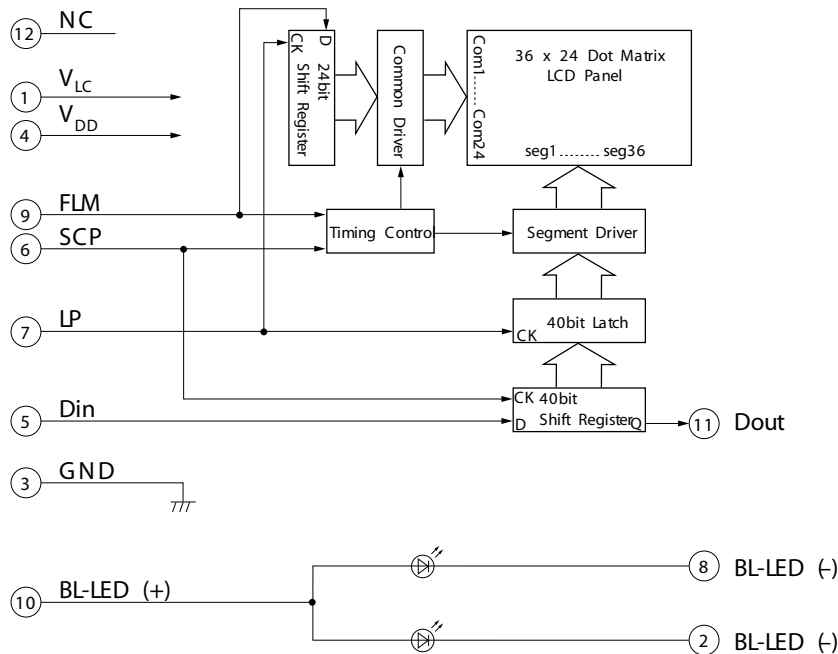 12 NC
1 VLC
4 VDD
9 FLM
6 SCP
7 LP
5 Din
3 GND
10 BL-LED (+)
D
CK
24bit
Shift Register
Common Driver
Com1........Com24
36 x 24 Dot Matrix
LCD Panel
seg1 ........ seg36
Timing Control
Segment Driver
40bit Latch
CK
CK 40bit
Shift Register
D
Q
11 Dout
8 BL-LED (-)
2 BL-LED (-)